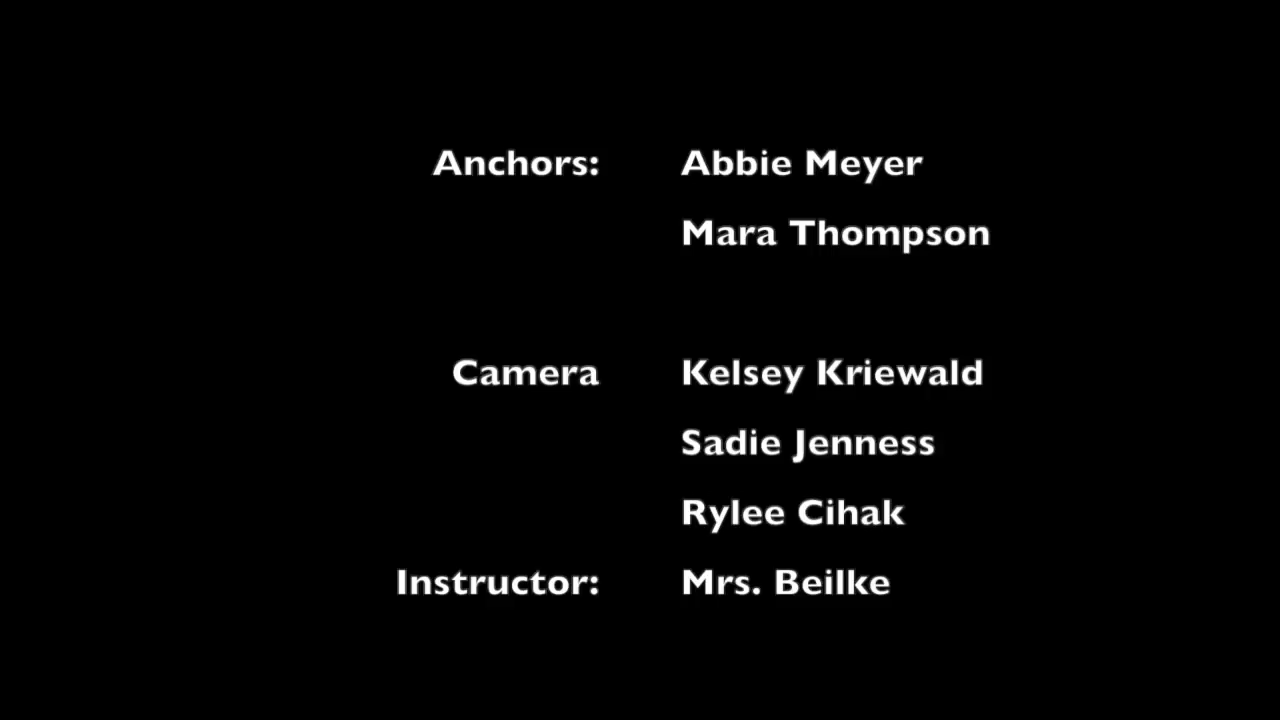 Anchors: Abbie Meyer
Mara Thompson
Camera Kelsey Kriewald
Sadie Jenness
Rylee Cihak
Instructor: Mrs. Beilke